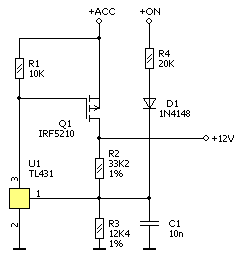 +ACC
+ON
R1
10K
R4
20K
Q1
IRF5210
D1
1N4148
+12V
U1
TL431
R2
33K2
1%
3
1
2
R3
12K4
1%
C1
10n